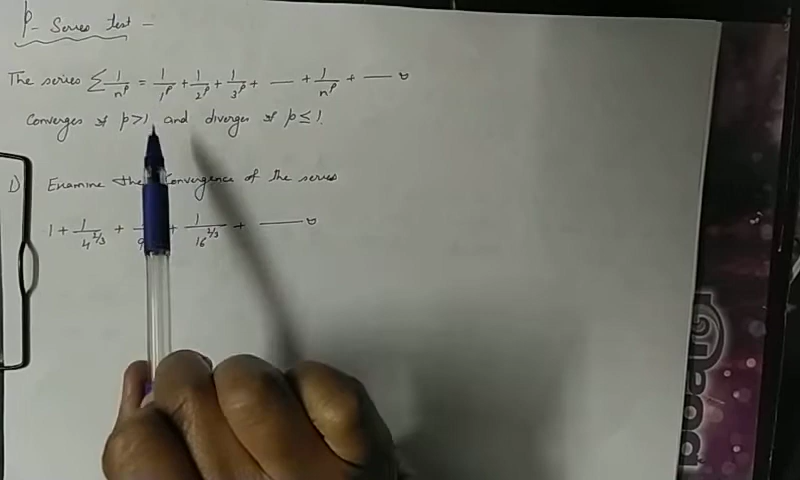 P- Series test -
The series ∑ 1/n^p = 1/1^p + 1/2^p + 1/3^p + — + 1/n^p + — ∞
Converges if p>1 and diverges if p≤1.
1) Examine the Convergence of the series
1 + 1/4^2/3 + + 1/16^2/3 + — ∞